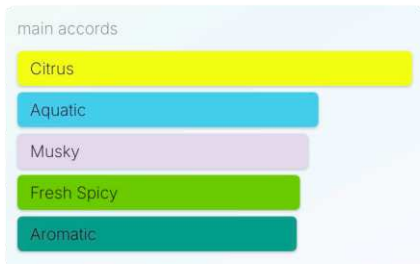 main accords
Citrus
Aquatic
Musky
Fresh Spicy
Aromatic